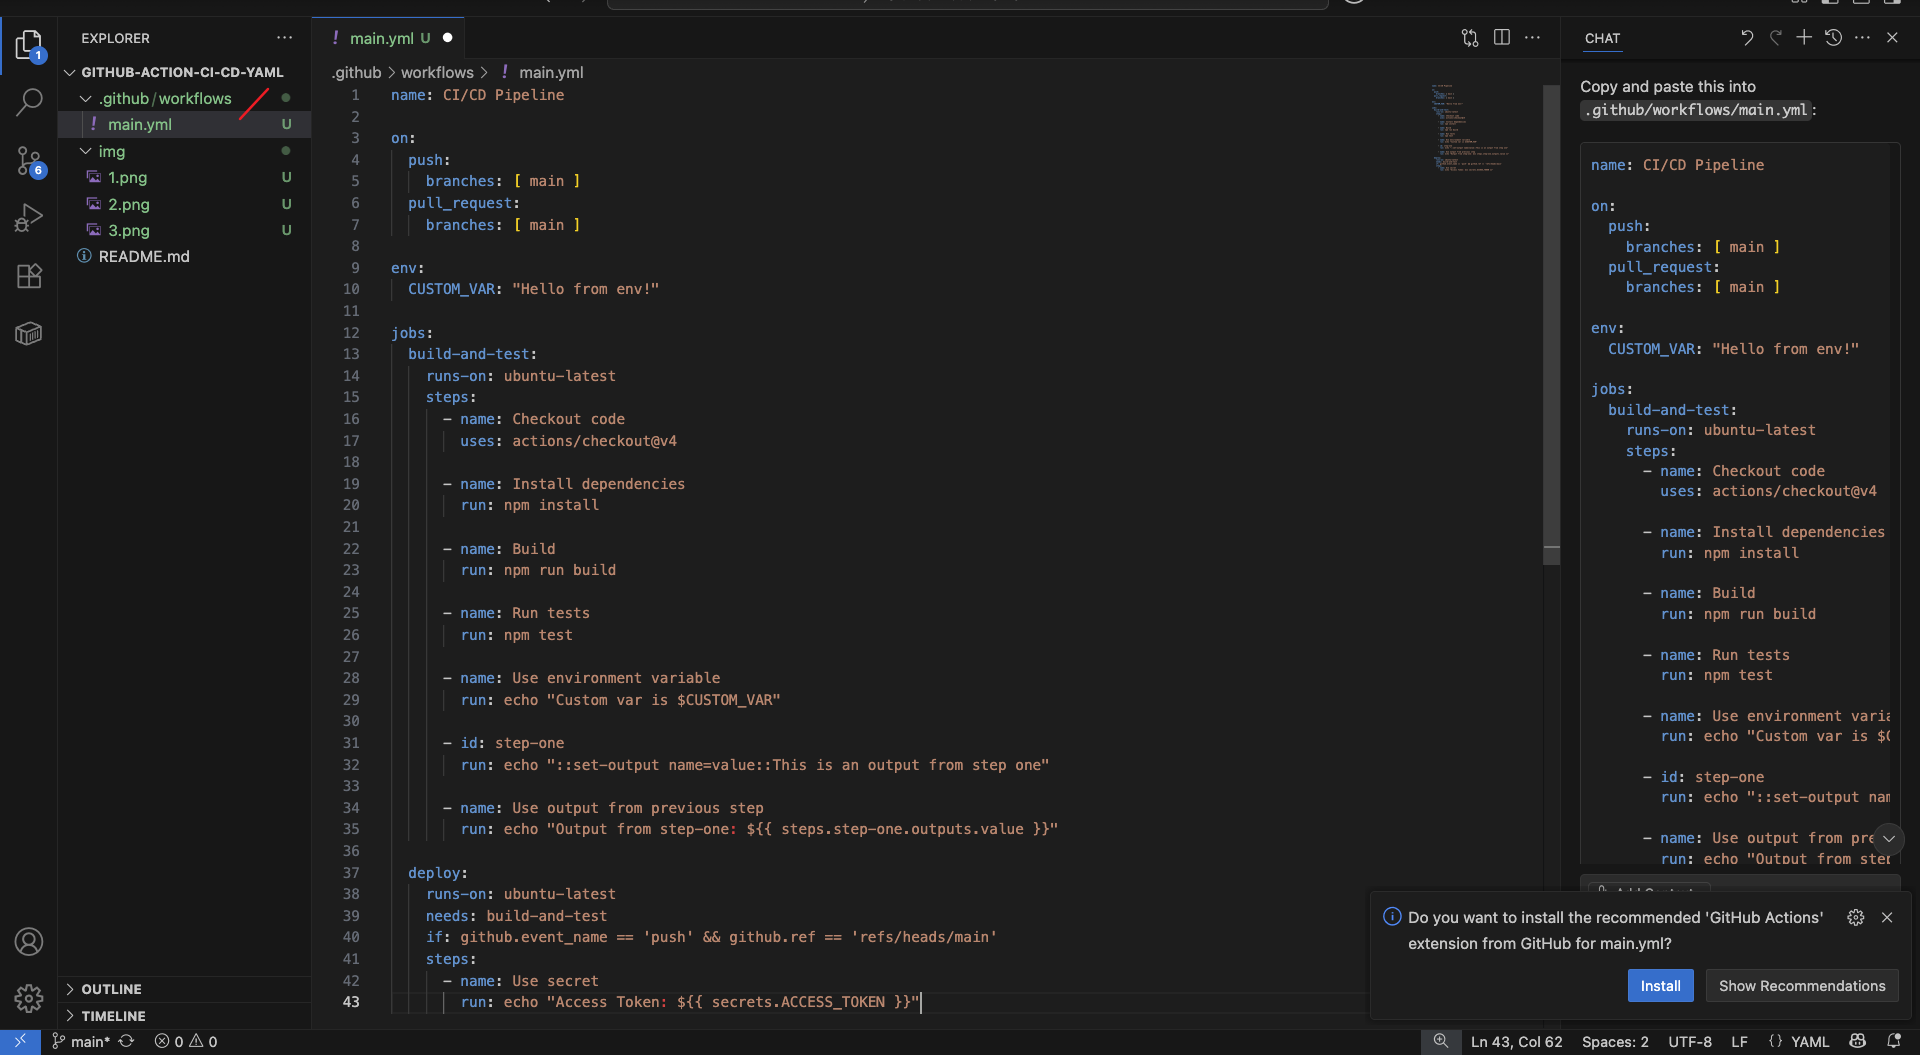 EXPLORER
GITHUB-ACTION-CI-CD-YAML
.github / workflows
! main.yml U
img
1.png U
2.png U
3.png U
README.md
OUTLINE
TIMELINE
1
6
! main.yml U
.github > workflows > ! main.yml
1 name: CI/CD Pipeline
2
3 on:
4 push:
5 branches: [ main ]
6 pull_request:
7 branches: [ main ]
8
9 env:
10 CUSTOM_VAR: "Hello from env!"
11
12 jobs:
13 build-and-test:
14 runs-on: ubuntu-latest
15 steps:
16 - name: Checkout code
17 uses: actions/checkout@v4
18
19 - name: Install dependencies
20 run: npm install
21
22 - name: Build
23 run: npm run build
24
25 - name: Run tests
26 run: npm test
27
28 - name: Use environment variable
29 run: echo "Custom var is $CUSTOM_VAR"
30
31 - id: step-one
32 run: echo "::set-output name=value::This is an output from step one"
33
34 - name: Use output from previous step
35 run: echo "Output from step-one: ${{ steps.step-one.outputs.value }}"
36
37 deploy:
38 runs-on: ubuntu-latest
39 needs: build-and-test
40 if: github.event_name == 'push' && github.ref == 'refs/heads/main'
41 steps:
42 - name: Use secret
43 run: echo "Access Token: ${{ secrets.ACCESS_TOKEN }}"
CHAT
Copy and paste this into
.github/workflows/main.yml:
name: CI/CD Pipeline
on:
push:
branches: [ main ]
pull_request:
branches: [ main ]
env:
CUSTOM_VAR: "Hello from env!"
jobs:
build-and-test:
runs-on: ubuntu-latest
steps:
- name: Checkout code
uses: actions/checkout@v4
- name: Install dependencies
run: npm install
- name: Build
run: npm run build
- name: Run tests
run: npm test
- name: Use environment varia
run: echo "Custom var is $C
- id: step-one
run: echo "::set-output nam
- name: Use output from pre
run: echo "Output from step
Do you want to install the recommended 'GitHub Actions'
extension from GitHub for main.yml?
Install
Show Recommendations
main* 0 0
Ln 43, Col 62 Spaces: 2 UTF-8 LF {} YAML